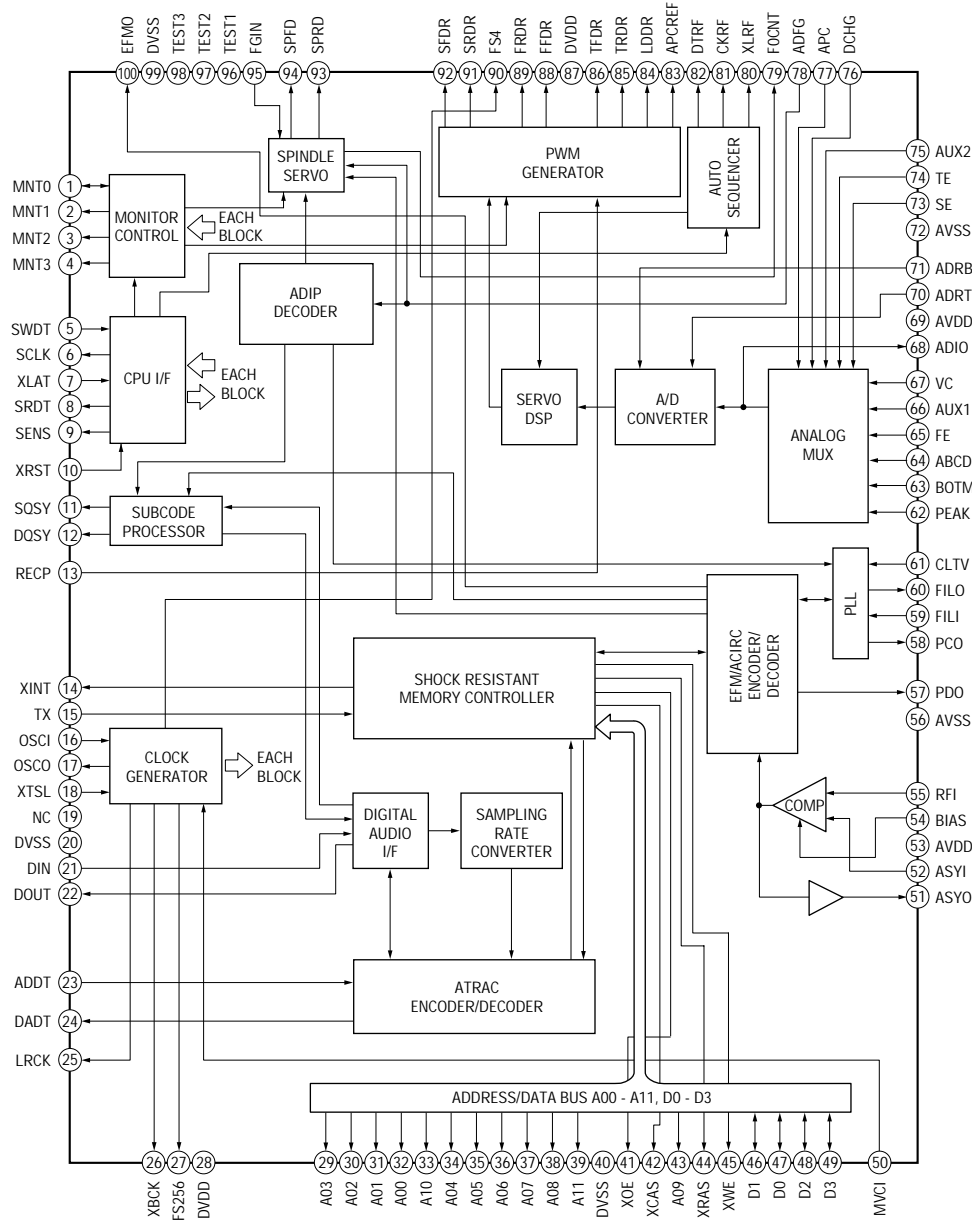 EFMO
DVSS
TEST3
TEST2
TEST1
FGIN
SPFD
SPRD
SFDR
SRDR
FS4
FRDR
FFDR
DVDD
TFDR
TRDR
LDDR
APCREF
DTRF
CKRF
XLRF
F0CNT
ADFG
APC
DCHG
100
99
98
97
96
95
94
93
92
91
90
89
88
87
86
85
84
83
82
81
80
79
78
77
76
MNT0 1
MNT1 2
MNT2 3
MNT3 4
SWDT 5
SCLK 6
XLAT 7
SRDT 8
SENS 9
XRST 10
SQSY 11
DQSY 12
RECP 13
XINT 14
TX 15
OSCI 16
OSCO 17
XTSL 18
NC 19
DVSS 20
DIN 21
DOUT 22
ADDT 23
DADT 24
LRCK 25
MONITOR
CONTROL
EACH
BLOCK
SPINDLE
SERVO
PWM
GENERATOR
AUTO
SEQUENCER
ADIP
DECODER
CPU I/F
EACH
BLOCK
SERVO
DSP
A/D
CONVERTER
ANALOG
MUX
SUBCODE
PROCESSOR
PLL
EFM/ACIRC
ENCODER/
DECODER
SHOCK RESISTANT
MEMORY CONTROLLER
CLOCK
GENERATOR
EACH
BLOCK
DIGITAL
AUDIO
I/F
SAMPLING
RATE
CONVERTER
COMP
ATRAC
ENCODER/DECODER
ADDRESS/DATA BUS A00 - A11, D0 - D3
75 AUX2
74 TE
73 SE
72 AVSS
71 ADRB
70 ADRT
69 AVDD
68 ADIO
67 VC
66 AUX1
65 FE
64 ABCD
63 BOTM
62 PEAK
61 CLTV
60 FILO
59 FILI
58 PCO
57 PDO
56 AVSS
55 RFI
54 BIAS
53 AVDD
52 ASYI
51 ASYO
26
27
28
29
30
31
32
33
34
35
36
37
38
39
40
41
42
43
44
45
46
47
48
49
50
XBCK
FS256
DVDD
A03
A02
A01
A00
A10
A04
A05
A06
A07
A08
A11
DVSS
XOE
XCAS
A09
XRAS
XWE
D1
D0
D2
D3
MVCI